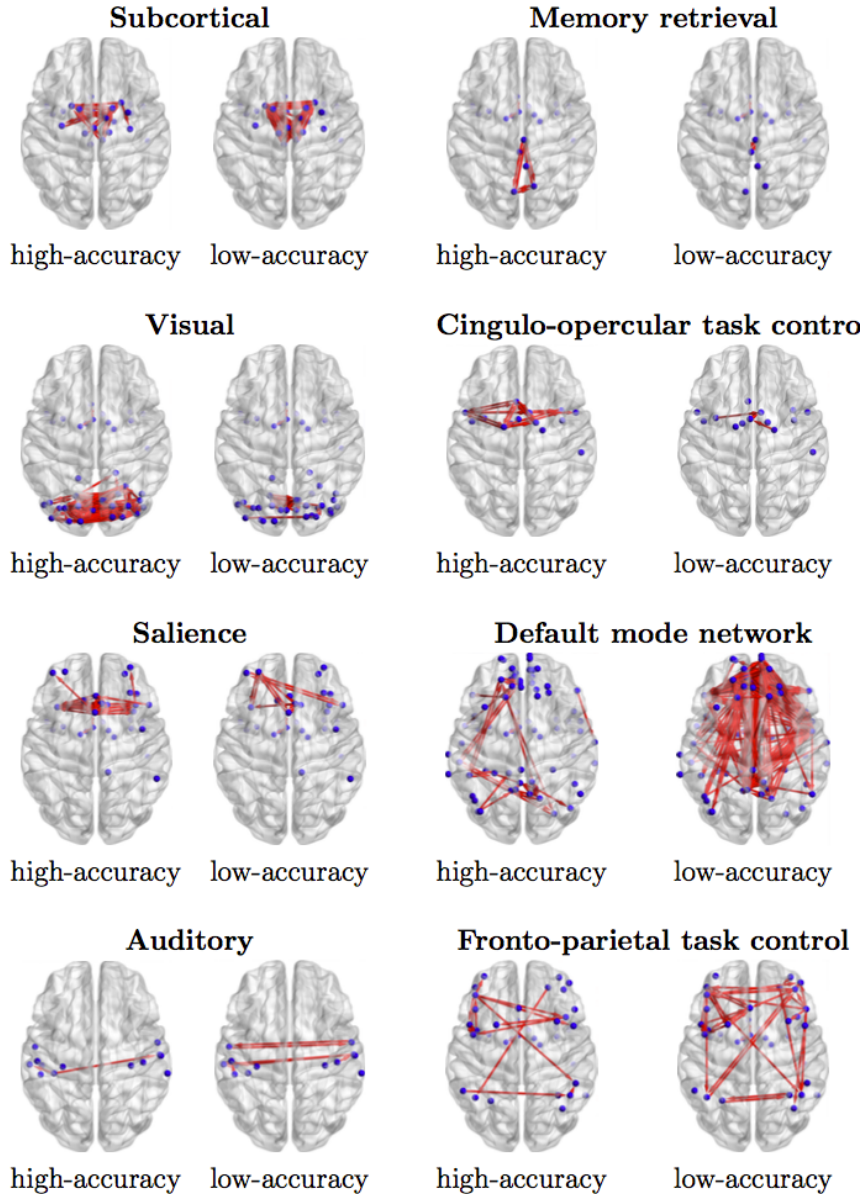 Subcortical
Memory retrieval
high-accuracy
low-accuracy
high-accuracy
low-accuracy
Visual
Cingulo-opercular task contro
high-accuracy
low-accuracy
high-accuracy
low-accuracy
Salience
Default mode network
high-accuracy
low-accuracy
high-accuracy
low-accuracy
Auditory
Fronto-parietal task control
high-accuracy
low-accuracy
high-accuracy
low-accuracy